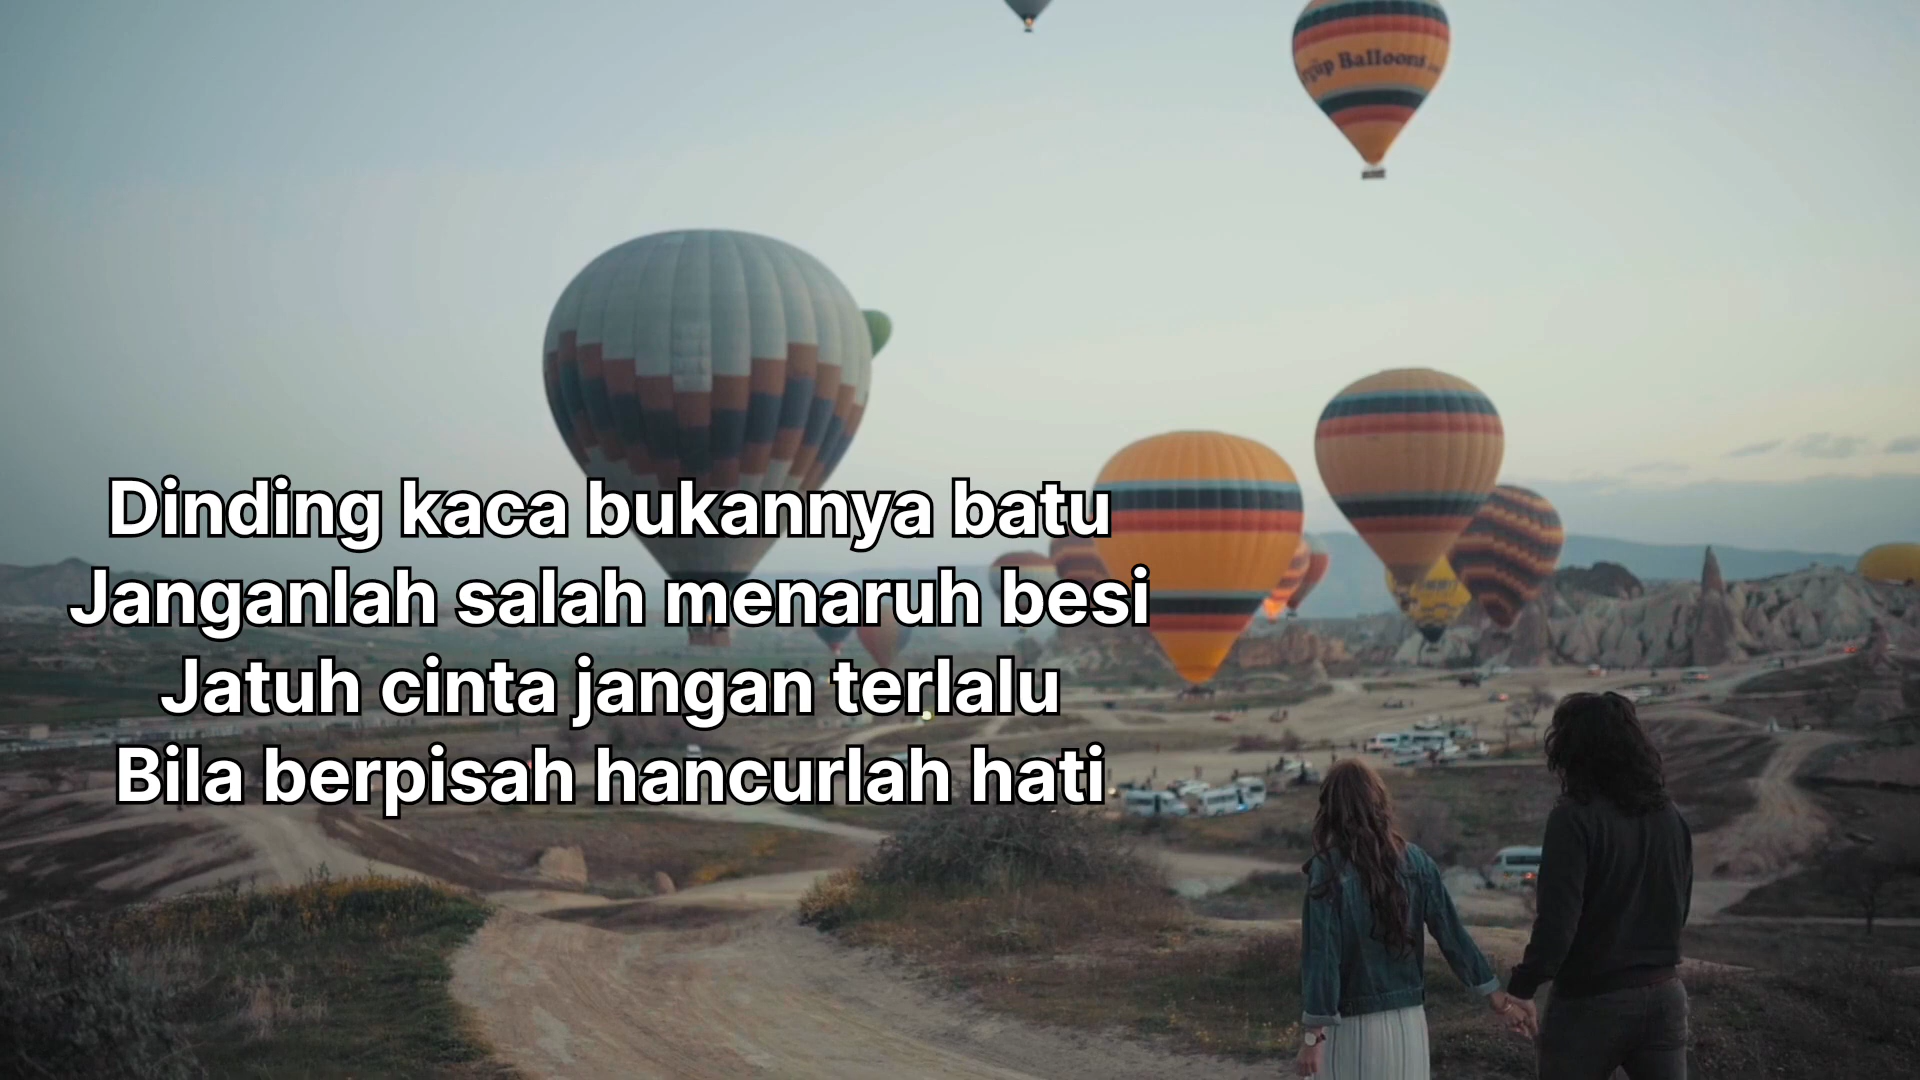 Balloons
Dinding kaca bukannya batu
Janganlah salah menaruh besi
Jatuh cinta jangan terlalu
Bila berpisah hancurlah hati